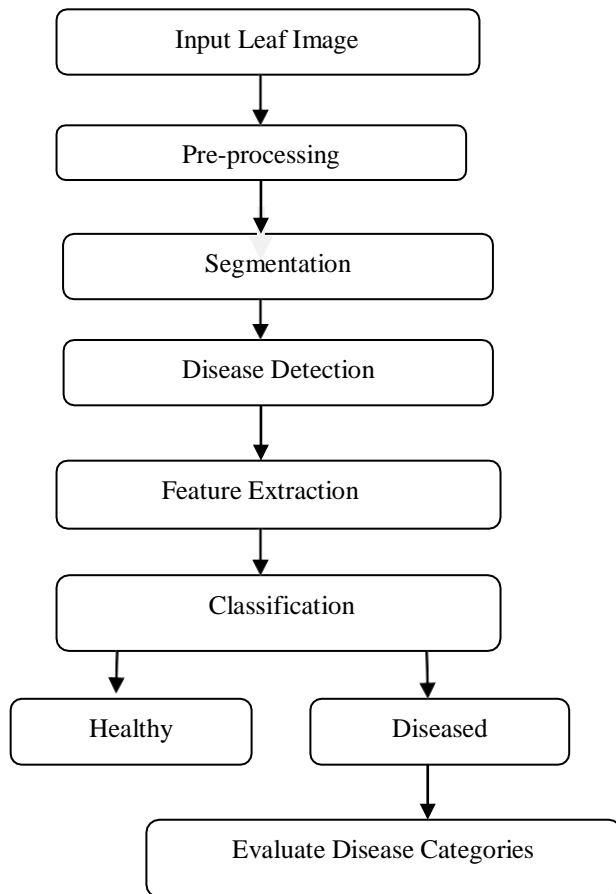 Input Leaf Image
Pre-processing
Segmentation
Disease Detection
Feature Extraction
Classification
Healthy
Diseased
Evaluate Disease Categories